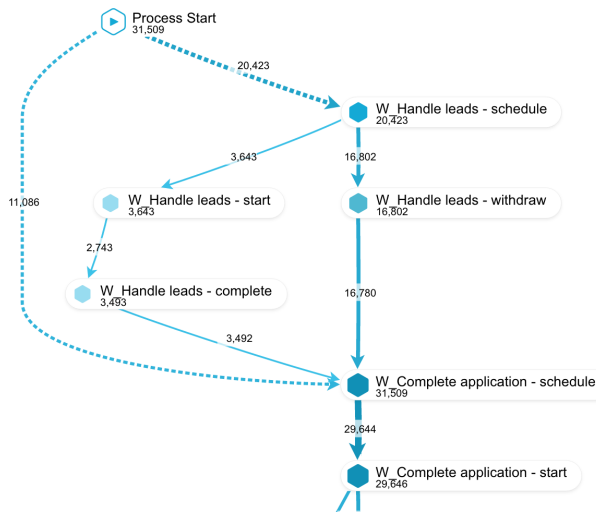 Process Start
31,509
20,423
W_Handle leads - schedule
20,423
3,643
16,802
W_Handle leads - start
3,643
W_Handle leads - withdraw
16,802
11,086
2,743
W_Handle leads - complete
3,493
16,780
3,492
W_Complete application - schedule
31,509
29,644
W_Complete application - start
29,646